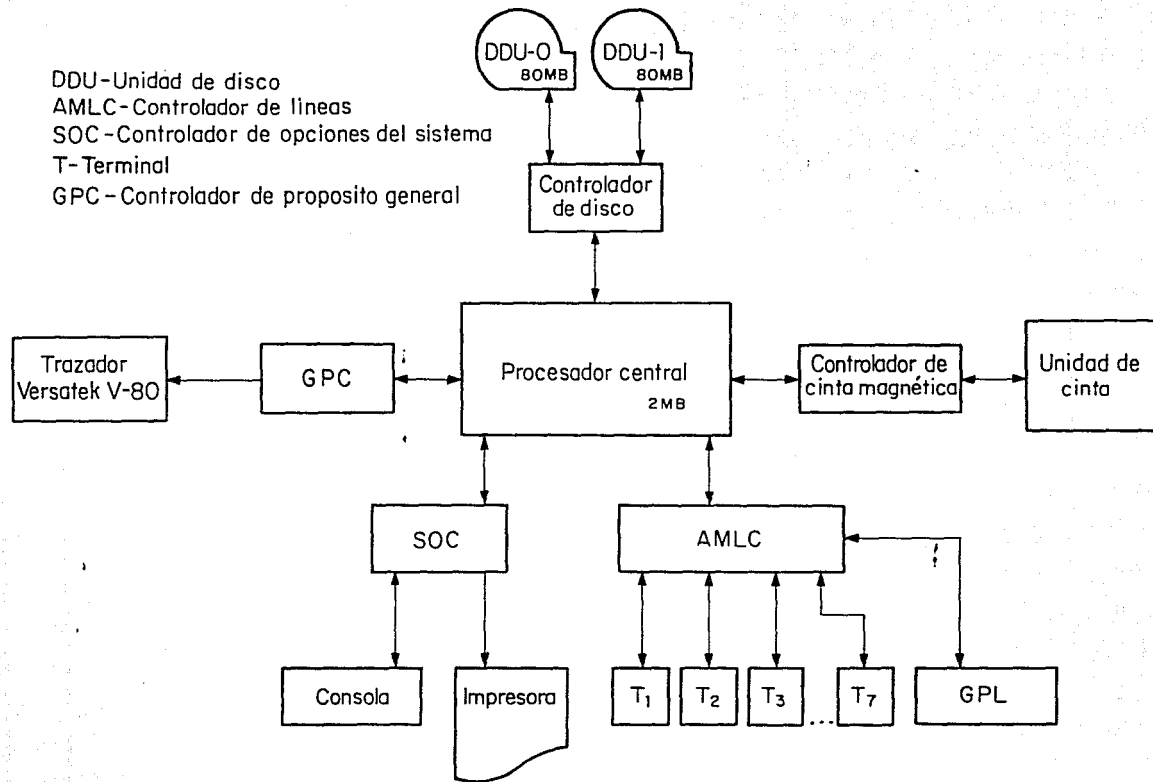 DDU-0
80MB
DDU-1
80MB
DDU-Unidad de disco
AMLC-Controlador de lineas
SOC-Controlador de opciones del sistema
T-Terminal
GPC-Controlador de proposito general
Controlador
de disco
Trazador
Versatek V-80
GPC
Procesador central
2MB
Controlador de
cinta magnética
Unidad de
cinta
SOC
AMLC
Consola
Impresora
T1
T2
T3
...
T7
GPL